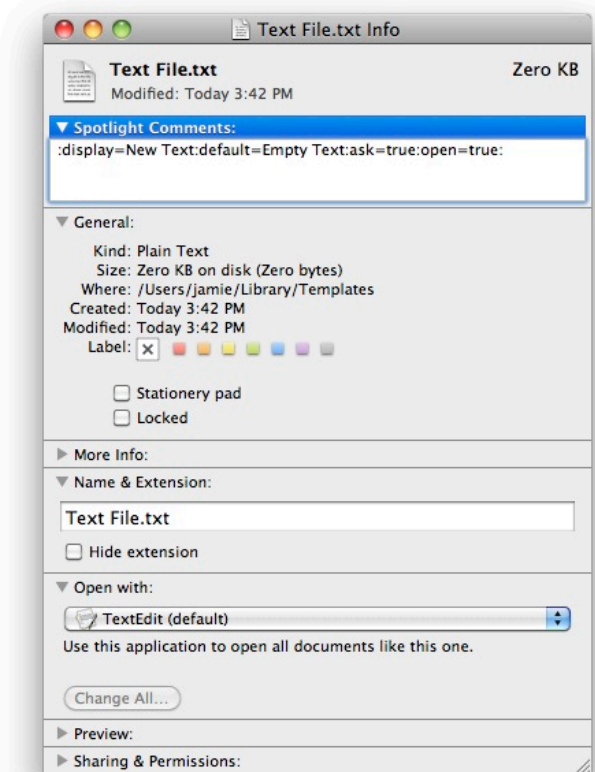 Text File.txt Info
Text File.txt
Zero KB
Modified: Today 3:42 PM
Spotlight Comments:
:display=New Text:default=Empty Text:ask=true:open=true:
General:
Kind: Plain Text
Size: Zero KB on disk (Zero bytes)
Where: /Users/jamie/Library/Templates
Created: Today 3:42 PM
Modified: Today 3:42 PM
Label:
Stationery pad
Locked
More Info:
Name & Extension:
Text File.txt
Hide extension
Open with:
TextEdit (default)
Use this application to open all documents like this one.
Change All...
Preview:
Sharing & Permissions: